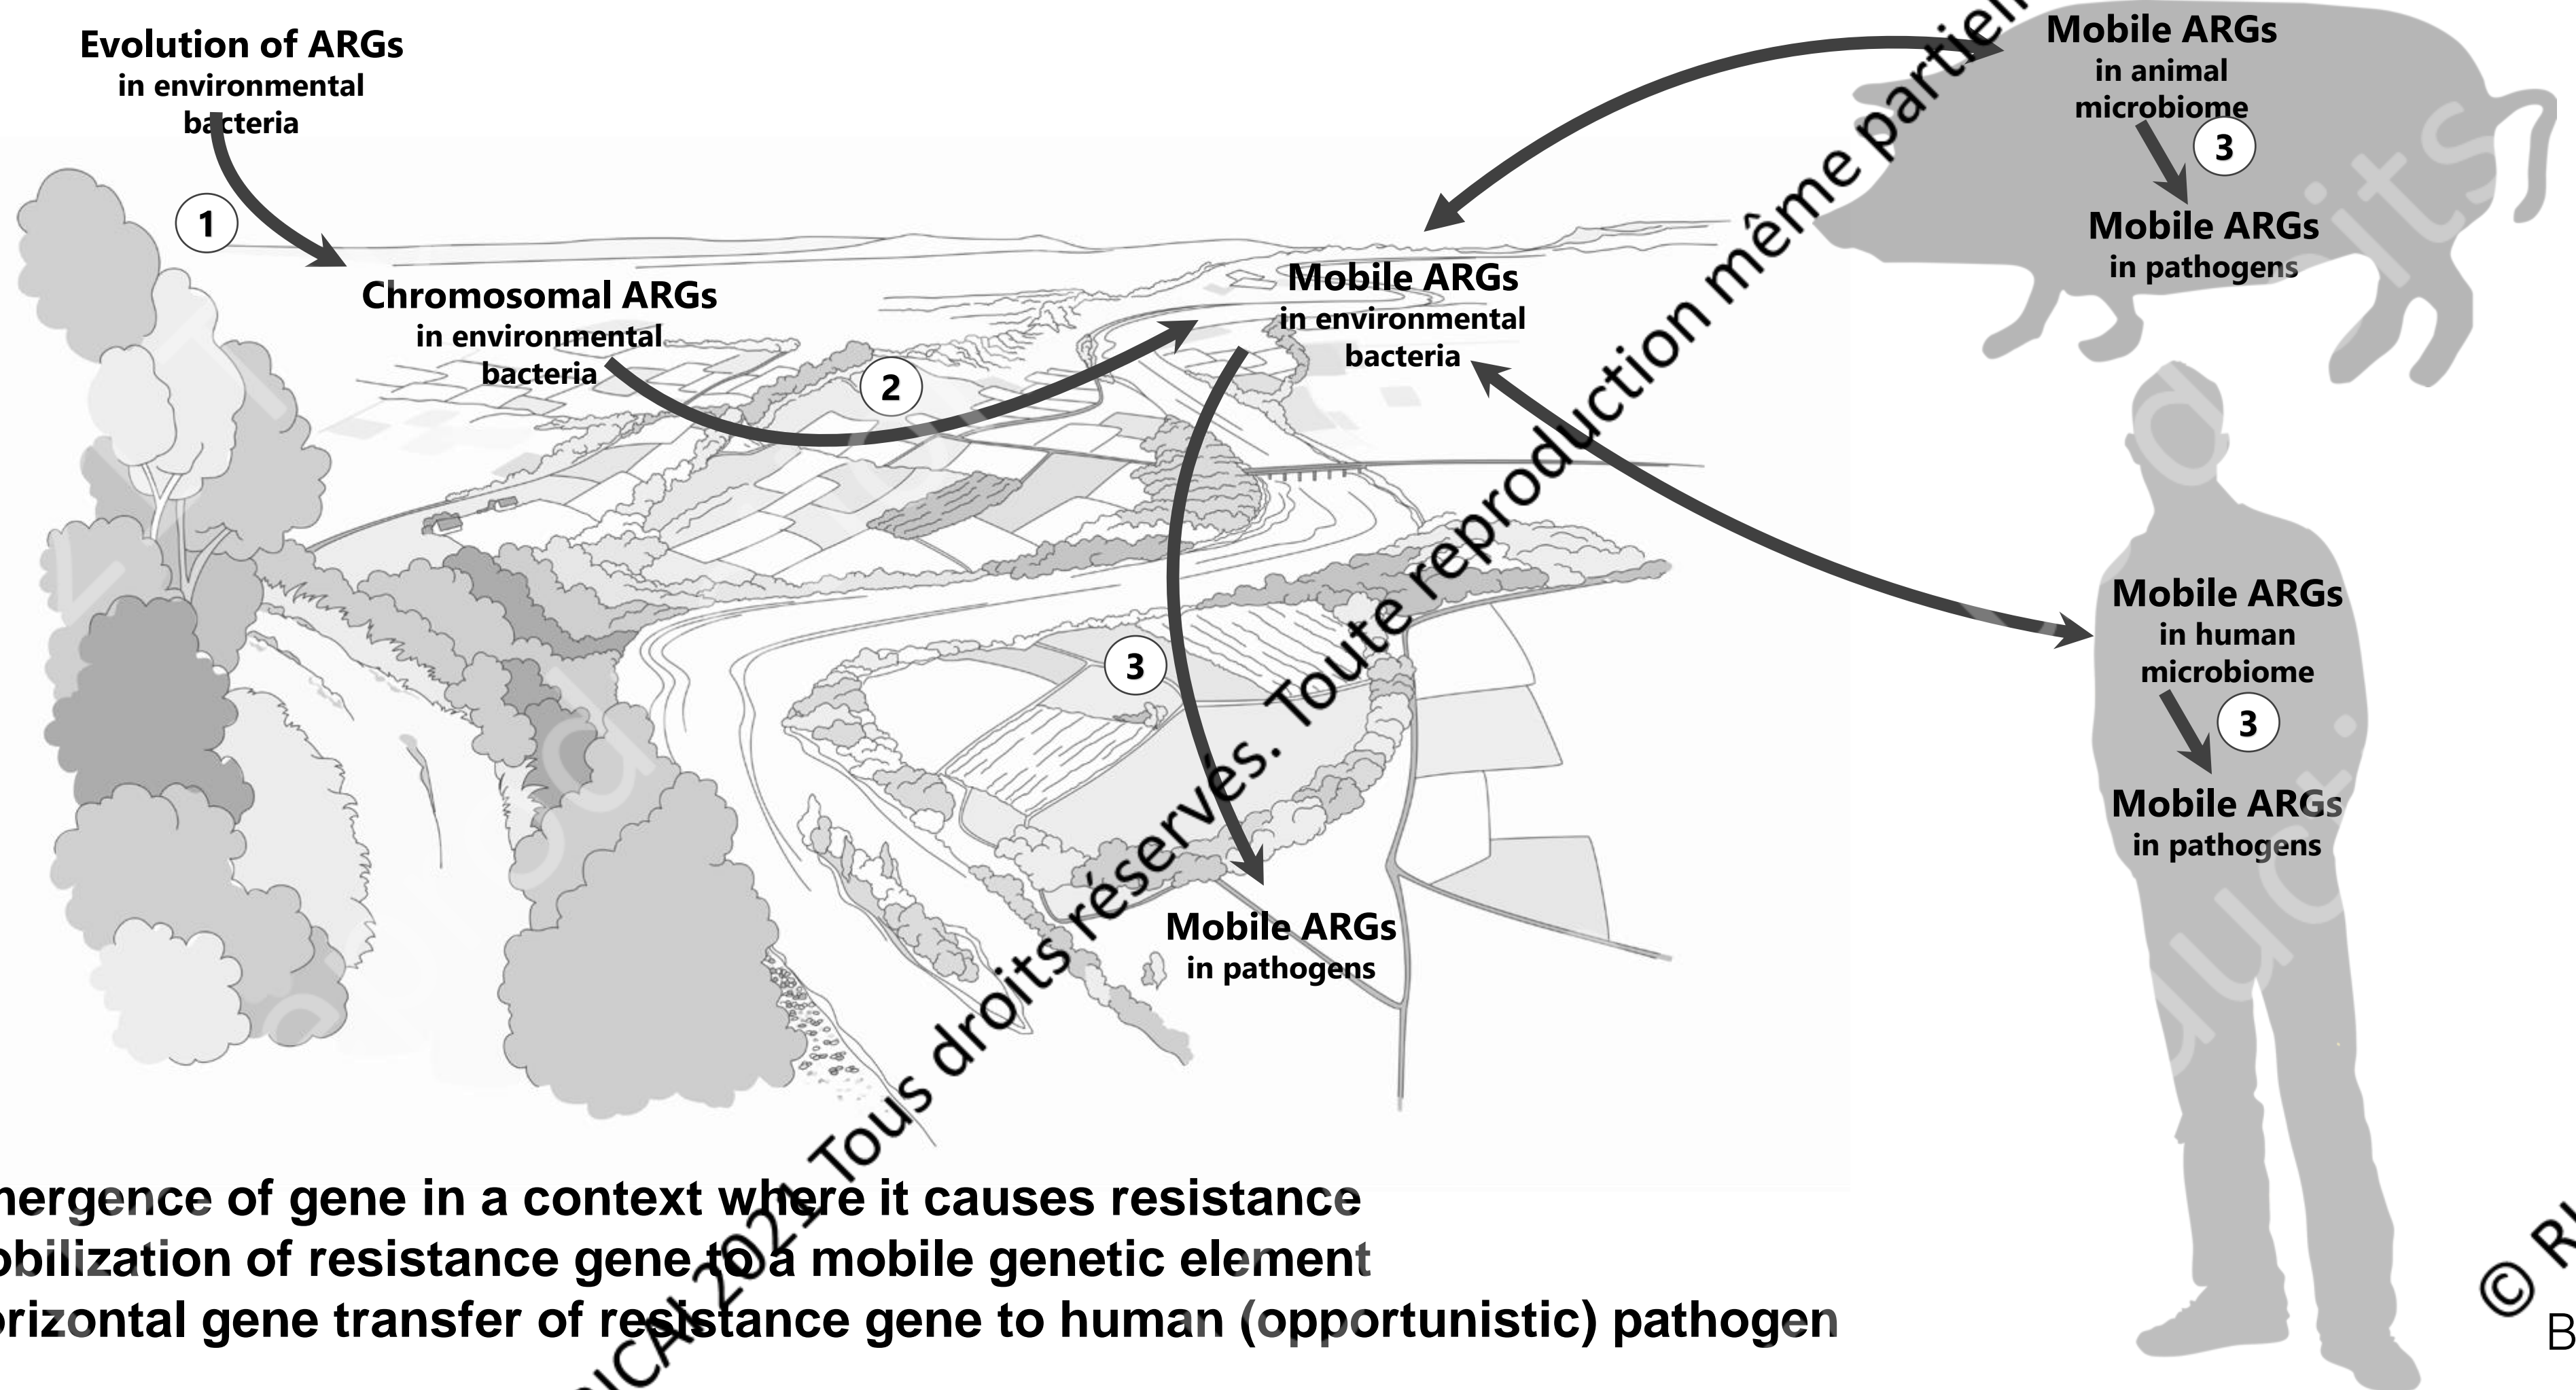 Evolution of ARGs
in environmental
bacteria
1
Chromosomal ARGs
in environmental
bacteria
2
Mobile ARGs
in environmental
bacteria
3
Mobile ARGs
in pathogens
Mobile ARGs
in animal
microbiome
3
Mobile ARGs
in pathogens
Mobile ARGs
in human
microbiome
3
Mobile ARGs
in pathogens
mergence of gene in a context where it causes resistance
obilization of resistance gene to a mobile genetic element
orizontal gene transfer of resistance gene to human (opportunistic) pathogen
RICAI 2021 Tous droits réservés. Toute reproduction même partiell
© RI
B